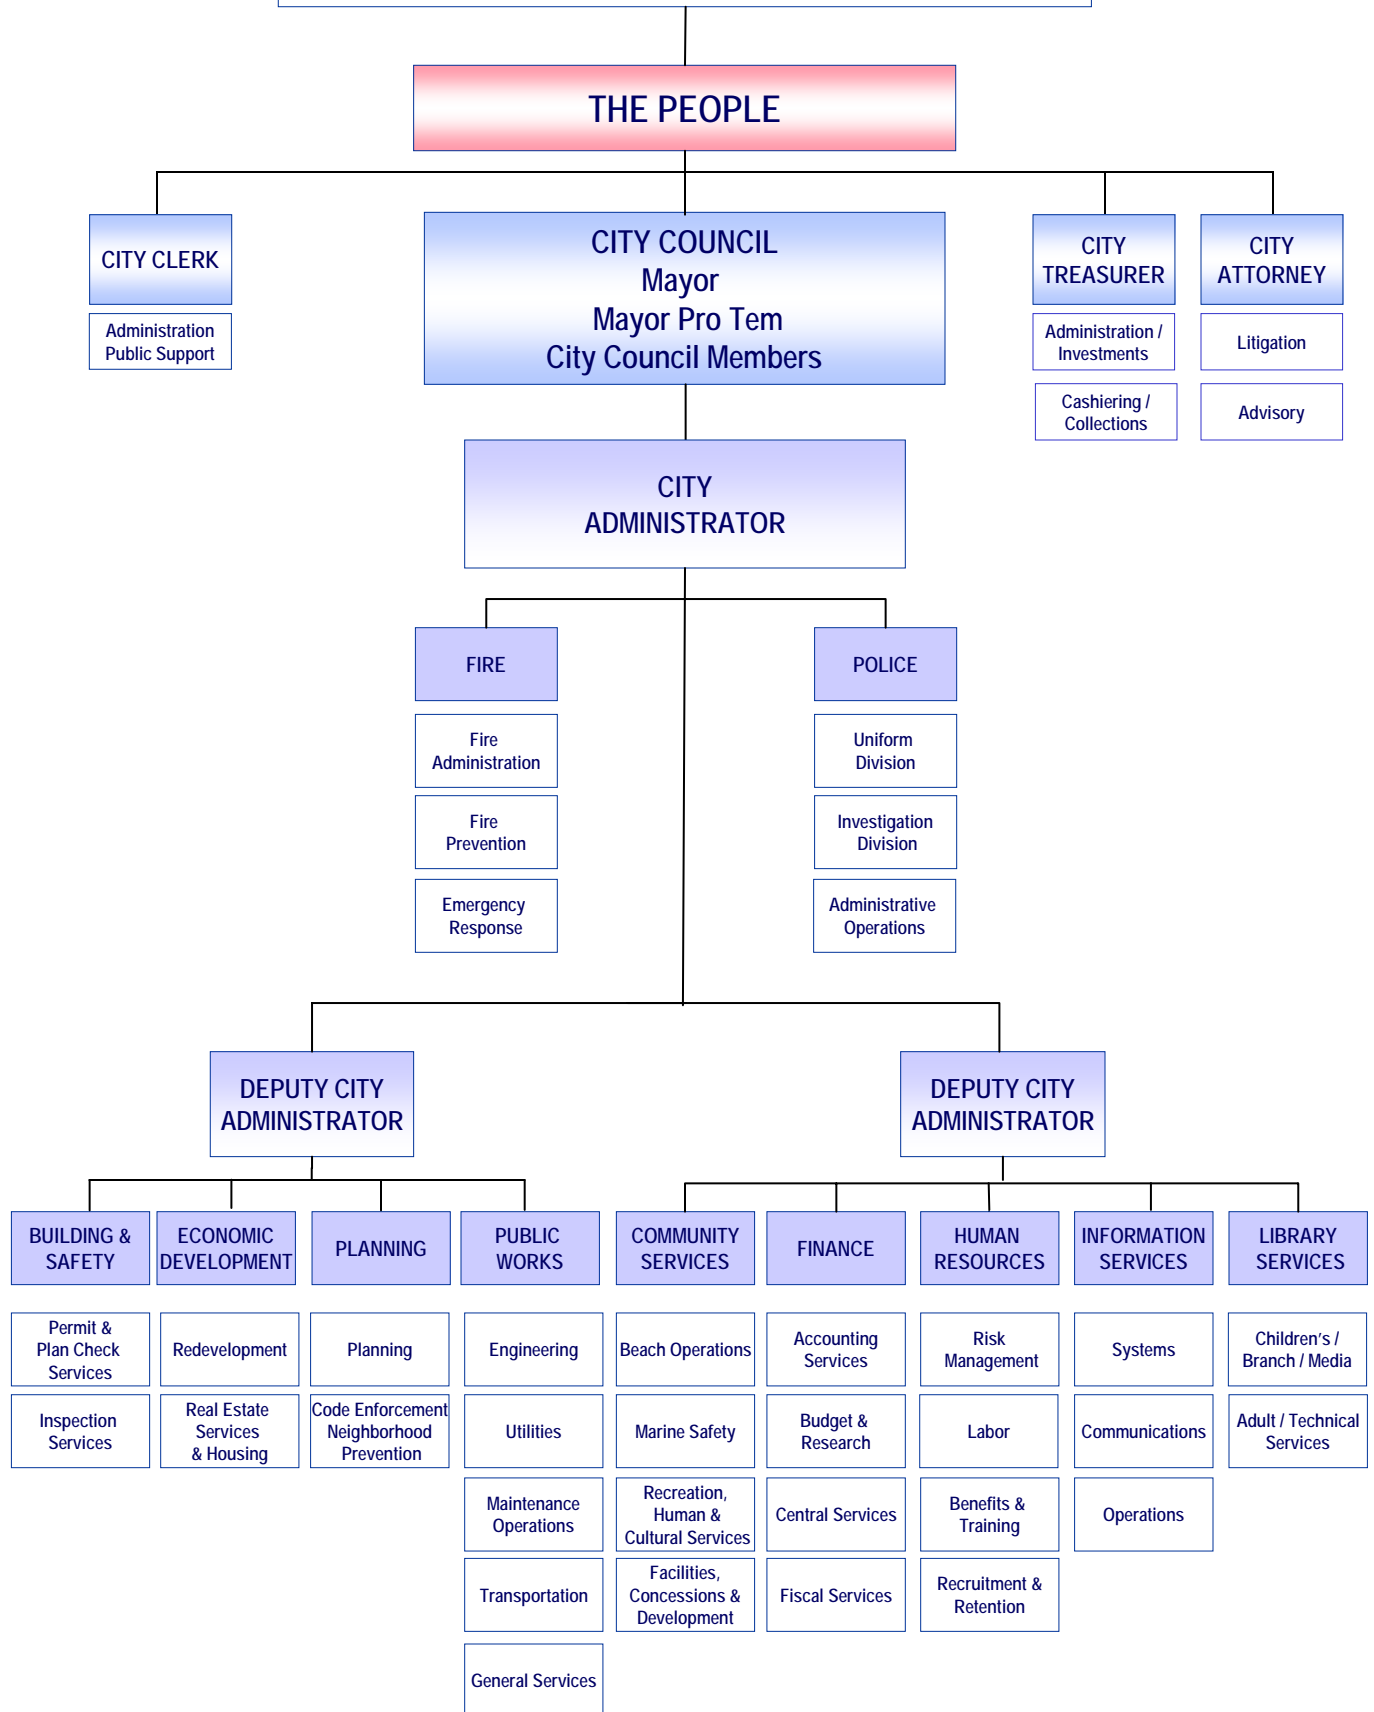 THE PEOPLE
CITY CLERK
Administration
Public Support
CITY COUNCIL
Mayor
Mayor Pro Tem
City Council Members
CITY
TREASURER
Administration /
Investments
Cashiering /
Collections
CITY
ATTORNEY
Litigation
Advisory
CITY
ADMINISTRATOR
FIRE
Fire
Administration
Fire
Prevention
Emergency
Response
POLICE
Uniform
Division
Investigation
Division
Administrative
Operations
DEPUTY CITY
ADMINISTRATOR
DEPUTY CITY
ADMINISTRATOR
BUILDING &
SAFETY
Permit &
Plan Check
Services
Inspection
Services
ECONOMIC
DEVELOPMENT
Redevelopment
Real Estate
Services
& Housing
PLANNING
Planning
Code Enforcement
Neighborhood
Prevention
PUBLIC
WORKS
Engineering
Utilities
Maintenance
Operations
Transportation
General Services
COMMUNITY
SERVICES
Beach Operations
Marine Safety
Recreation,
Human &
Cultural Services
Facilities,
Concessions &
Development
FINANCE
Accounting
Services
Budget &
Research
Central Services
Fiscal Services
HUMAN
RESOURCES
Risk
Management
Labor
Benefits &
Training
Recruitment &
Retention
INFORMATION
SERVICES
Systems
Communications
Operations
LIBRARY
SERVICES
Children's /
Branch / Media
Adult / Technical
Services